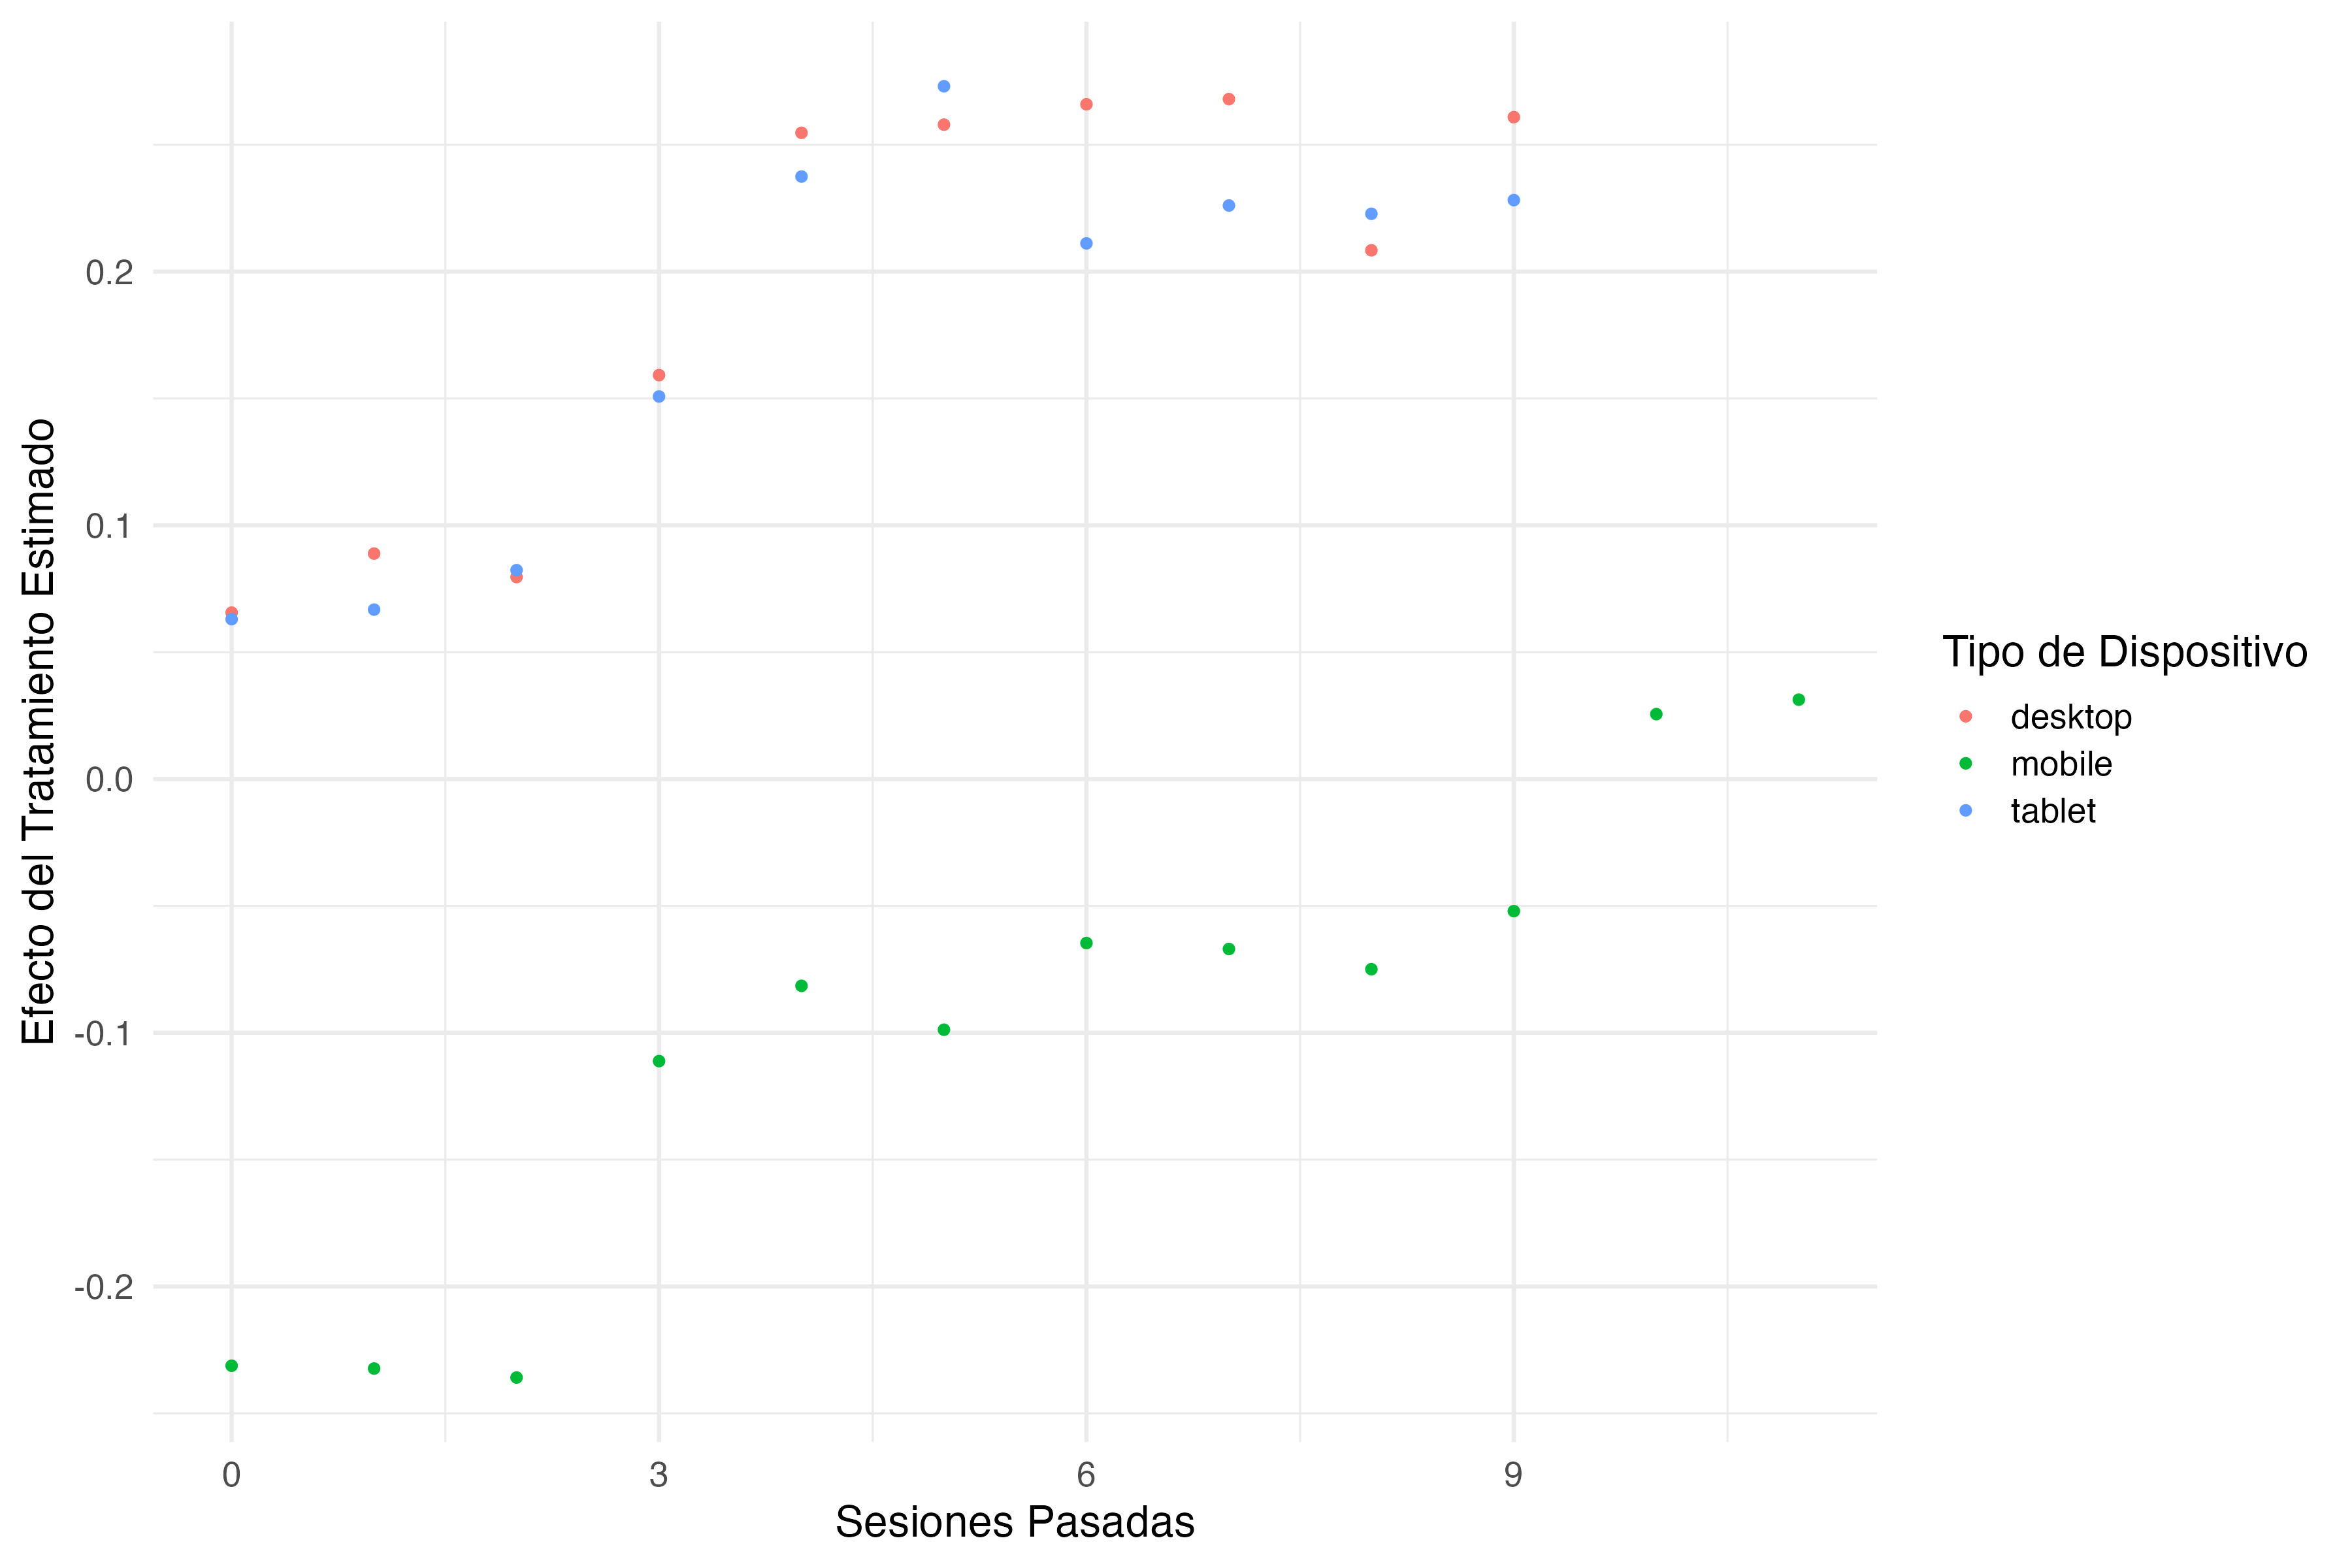 Efecto del Tratamiento Estimado
0.2
0.1
0.0
-0.1
-0.2
0
3
6
9
Sesiones Pasadas
Tipo de Dispositivo
desktop
mobile
tablet